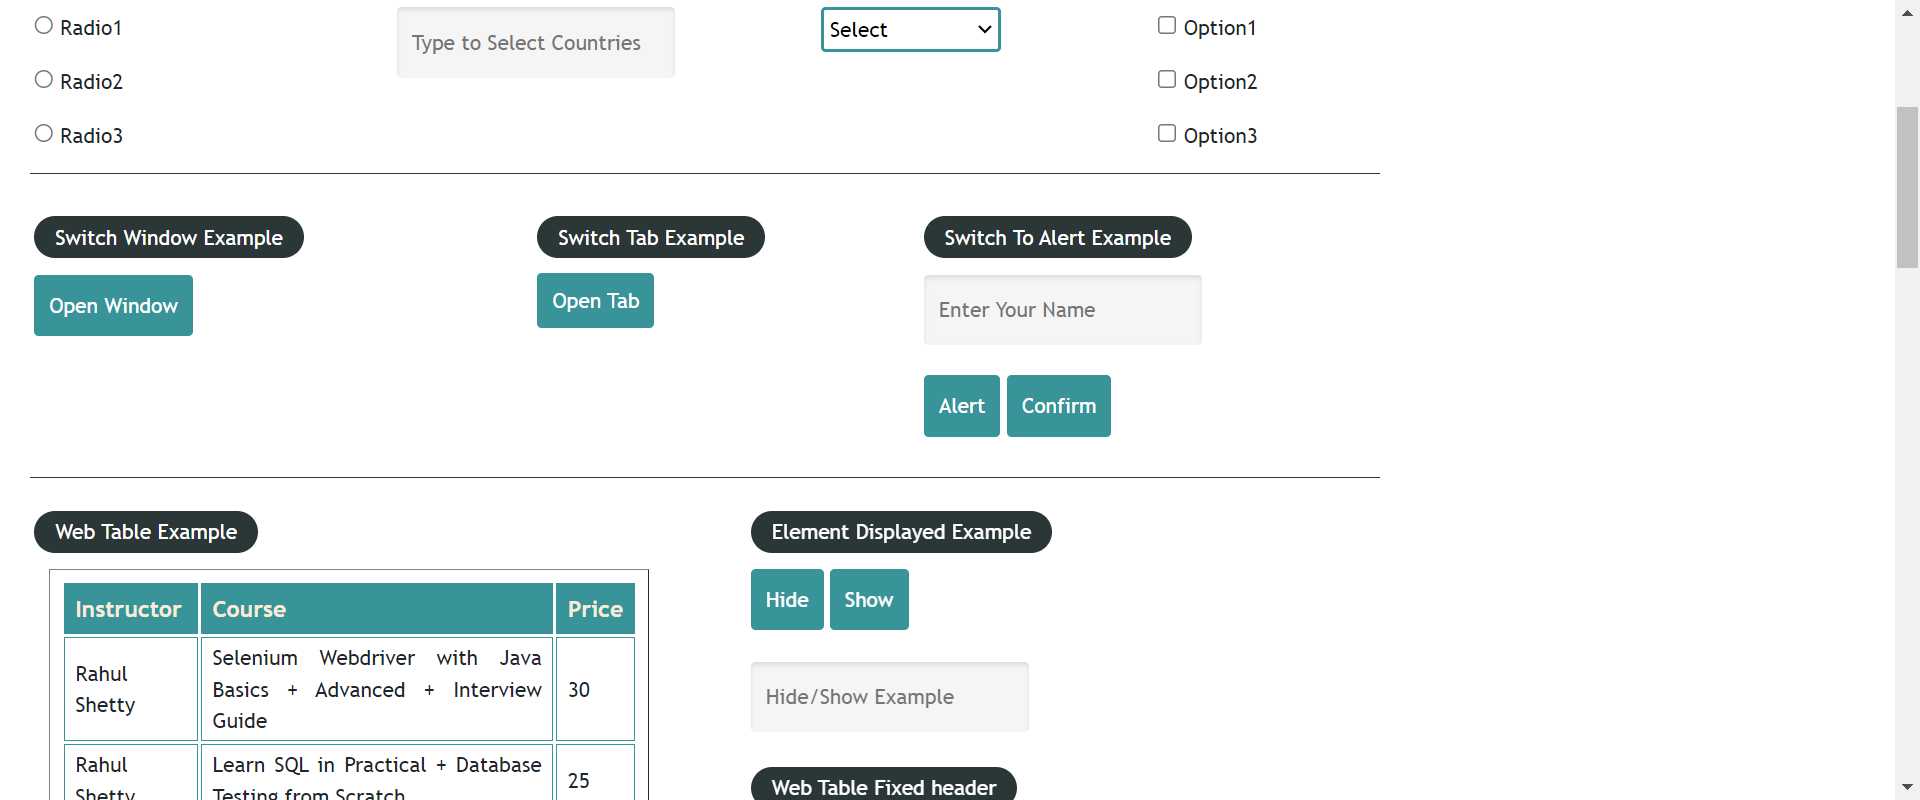 Radio1
Radio2
Radio3
Type to Select Countries
Select
Option1
Option2
Option3
Switch Window Example
Open Window
Switch Tab Example
Open Tab
Switch To Alert Example
Enter Your Name
Alert Confirm
Web Table Example
Instructor Course Price
Rahul
Shetty
Selenium Webdriver with Java
Basics + Advanced + Interview
Guide
30
Rahul
Shetty
Learn SQL in Practical + Database
Testing from Scratch
25
Element Displayed Example
Hide Show
Hide/Show Example
Web Table Fixed header